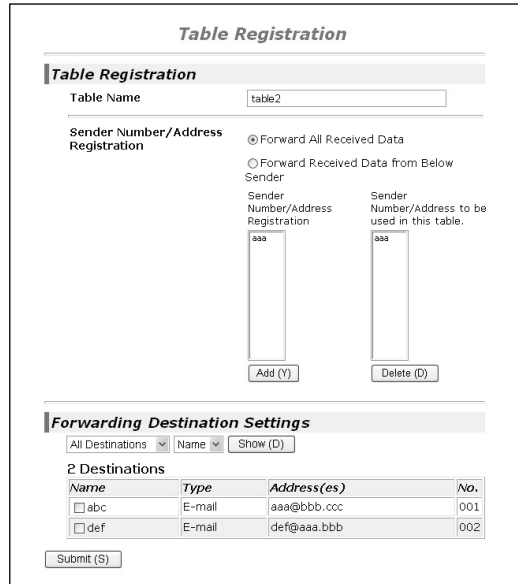 Table Registration
Table Registration
Table Name
table2
Sender Number/Address
Registration
Forward All Received Data
Forward Received Data from Below
Sender
Sender
Number/Address
Registration
aaa
Add (Y)
Sender
Number/Address to be
used in this table.
aaa
Delete (D)
Forwarding Destination Settings
All Destinations Name Show (D)
2 Destinations
Name Type Address(es) No.
abc E-mail aaa@bbb.ccc 001
def E-mail def@aaa.bbb 002
Submit (S)